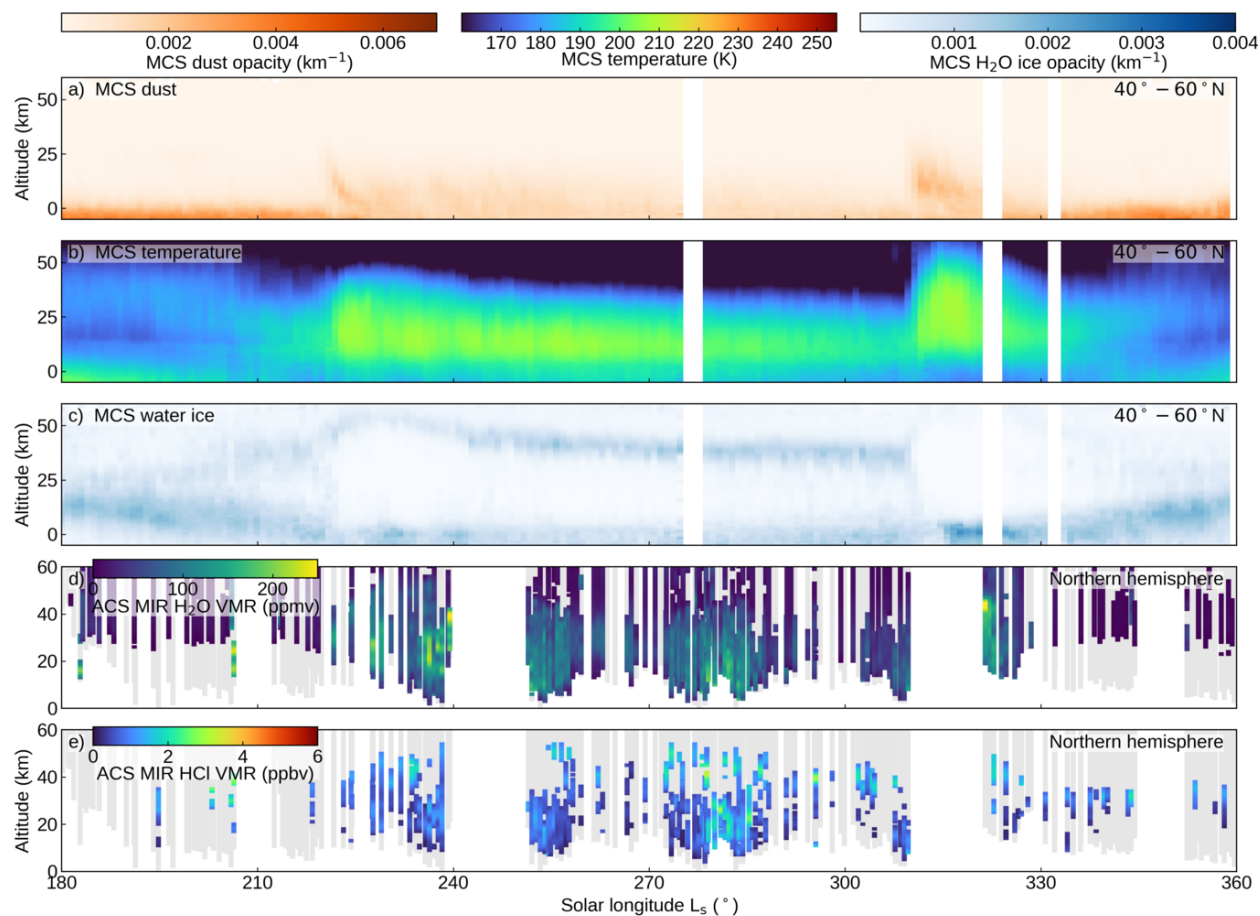 0.002 0.004 0.006
MCS dust opacity (km⁻¹)
170 180 190 200 210 220 230 240 250
MCS temperature (K)
0.001 0.002 0.003 0.004
MCS H₂O ice opacity (km⁻¹)
a) MCS dust
40°−60°N
Altitude (km)
50
25
0
b) MCS temperature
40°−60°N
Altitude (km)
50
25
0
c) MCS water ice
40°−60°N
Altitude (km)
50
25
0
d)
0 100 200
ACS MIR H₂O VMR (ppmv)
Northern hemisphere
Altitude (km)
60
40
20
0
e)
0 2 4 6
ACS MIR HCl VMR (ppbv)
Northern hemisphere
Altitude (km)
60
40
20
0
180 210 240 270 300 330 360
Solar longitude Lₛ (°)